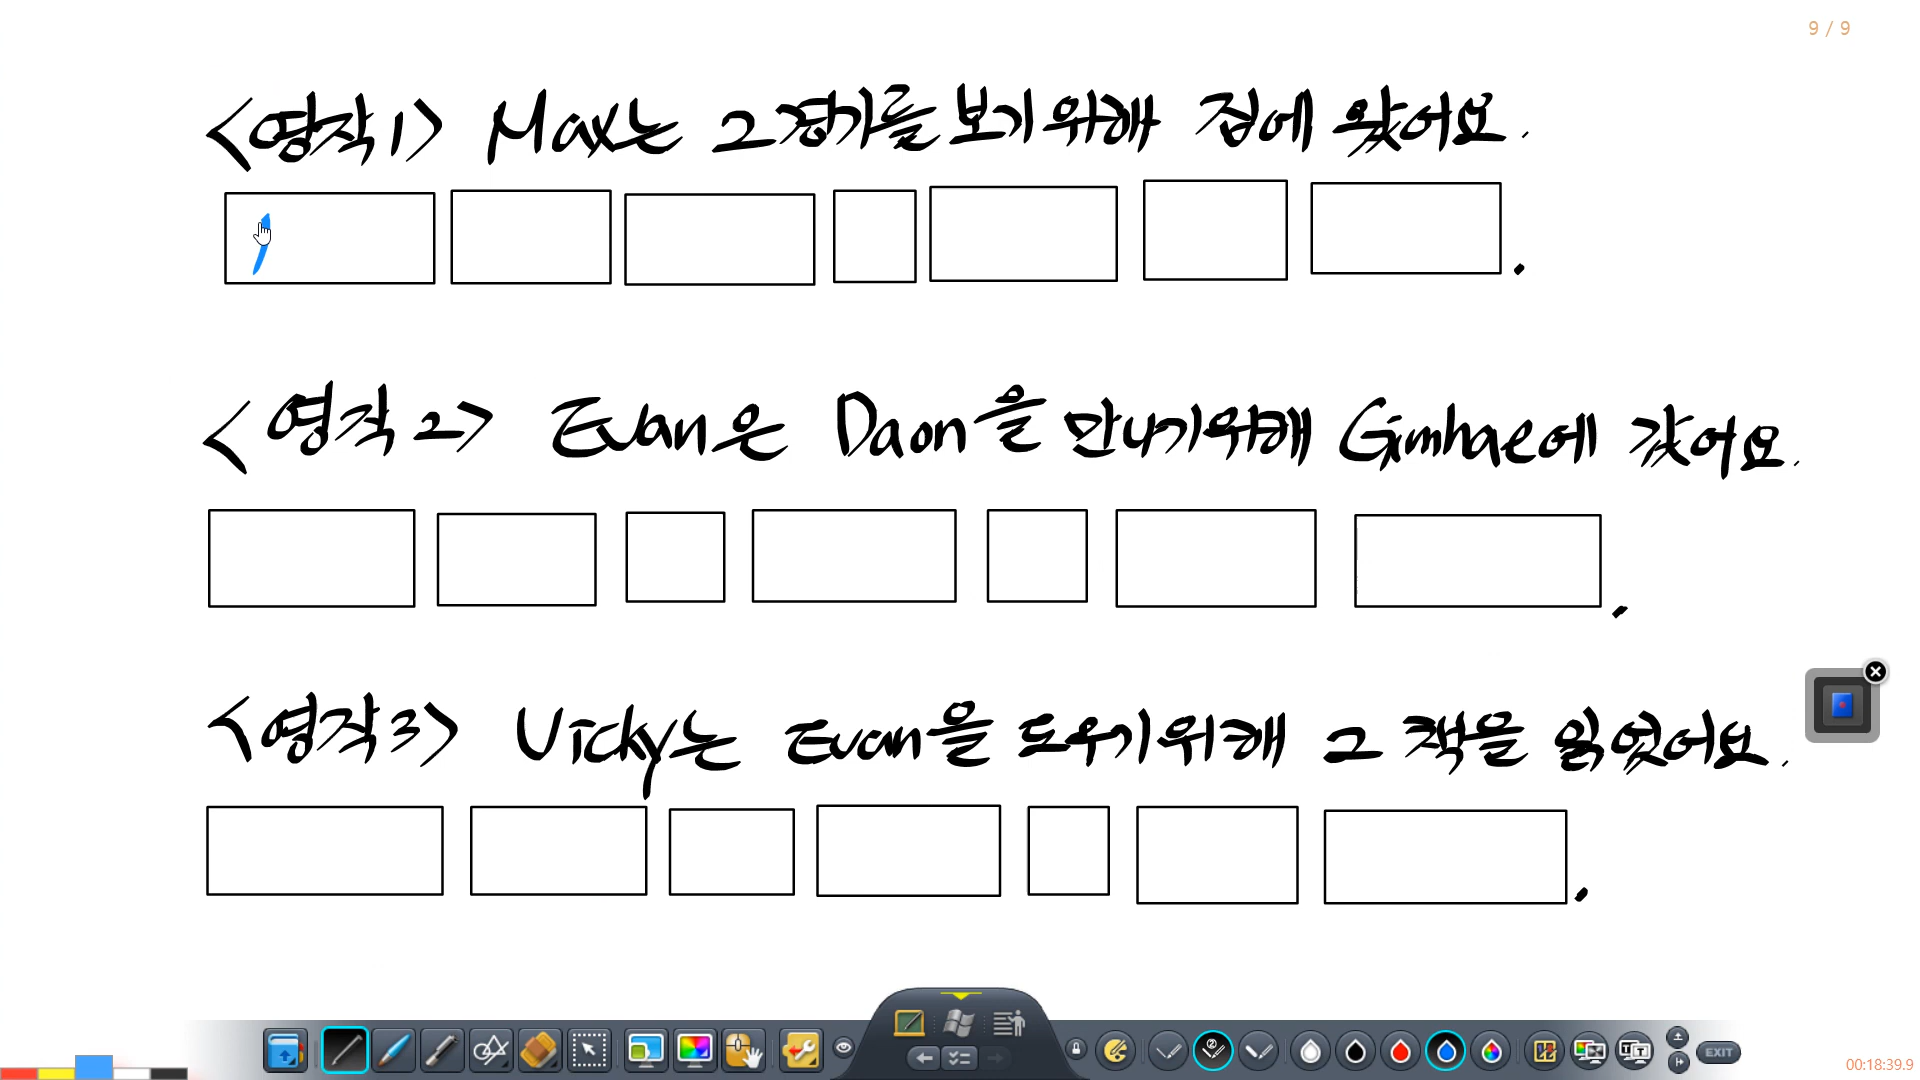 9 / 9
<영작1> Max는 그 경기를 보기위해 집에 왔어요.
.
<영작2> Evan은 Daon을 만나기위해 Gimhae에 갔어요.
.
<영작3> Vicky는 Evan을 도우기위해 그 책을 읽었어요.
.
EXIT
00:18:39.9